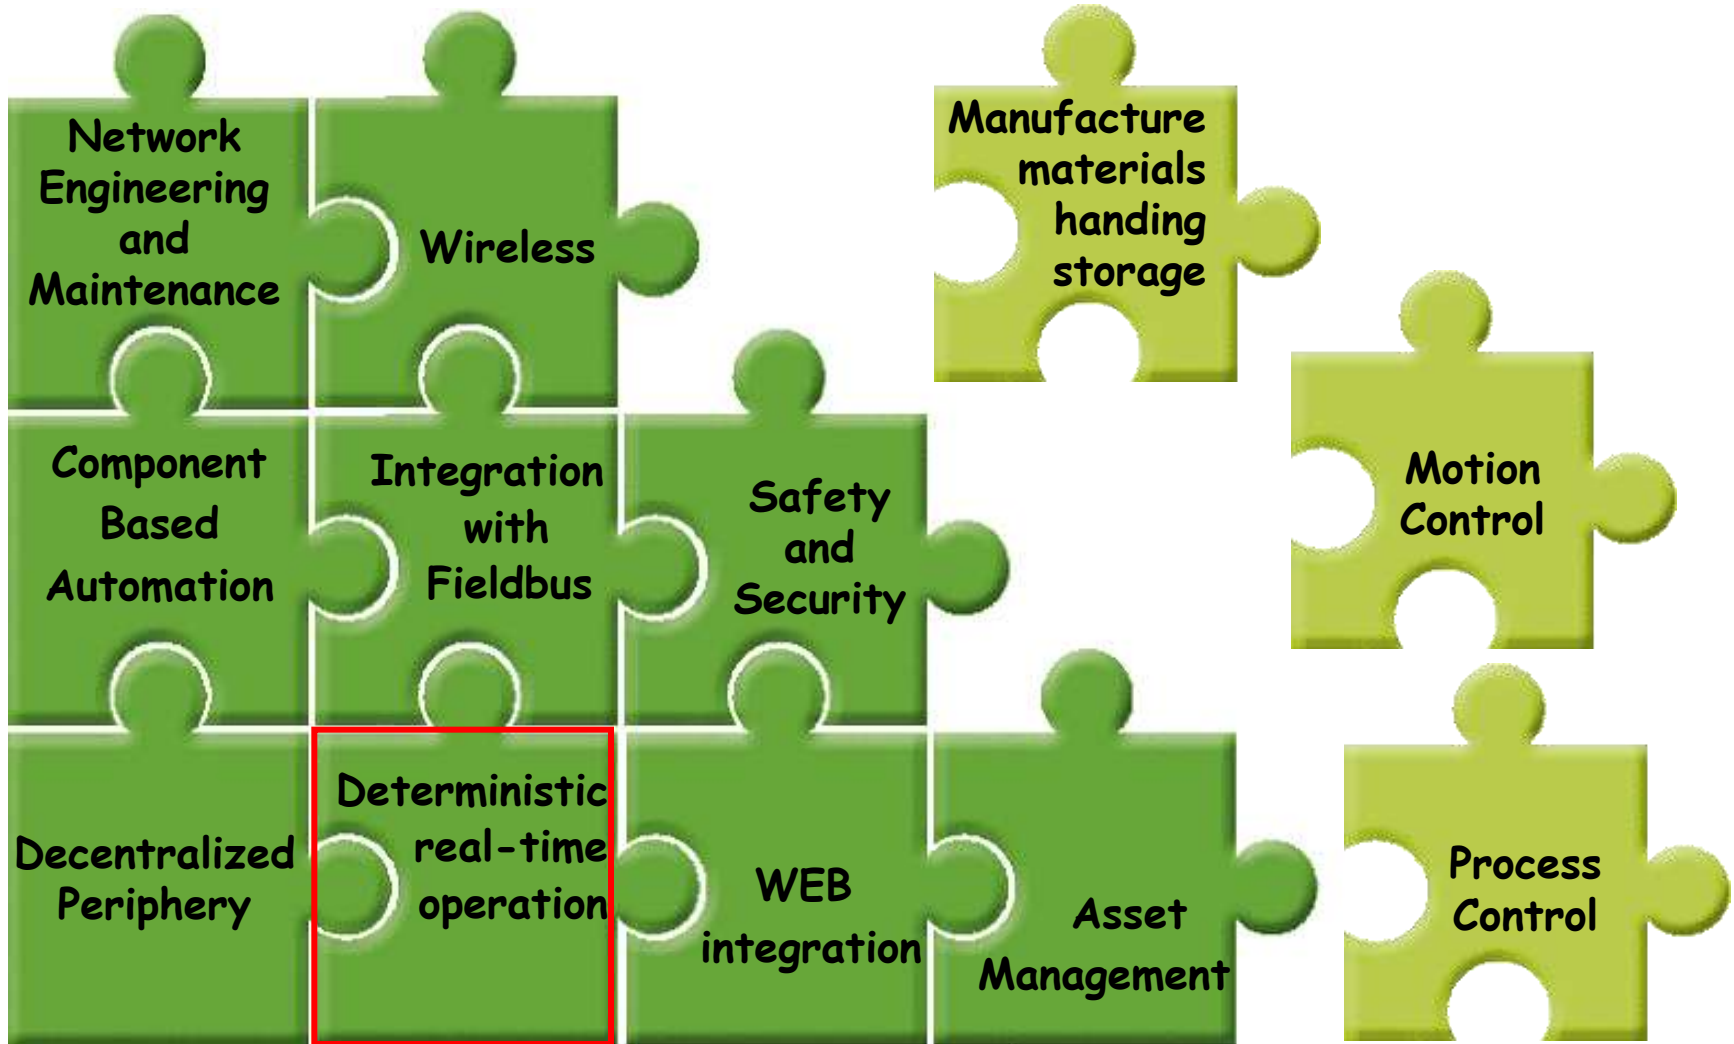 Network
Engineering
and
Maintenance
Wireless
Manufacture
materials
handing
storage
Component
Based
Automation
Integration
with
Fieldbus
Safety
and
Security
Motion
Control
Decentralized
Periphery
Deterministic
real-time
operation
WEB
integration
Asset
Management
Process
Control